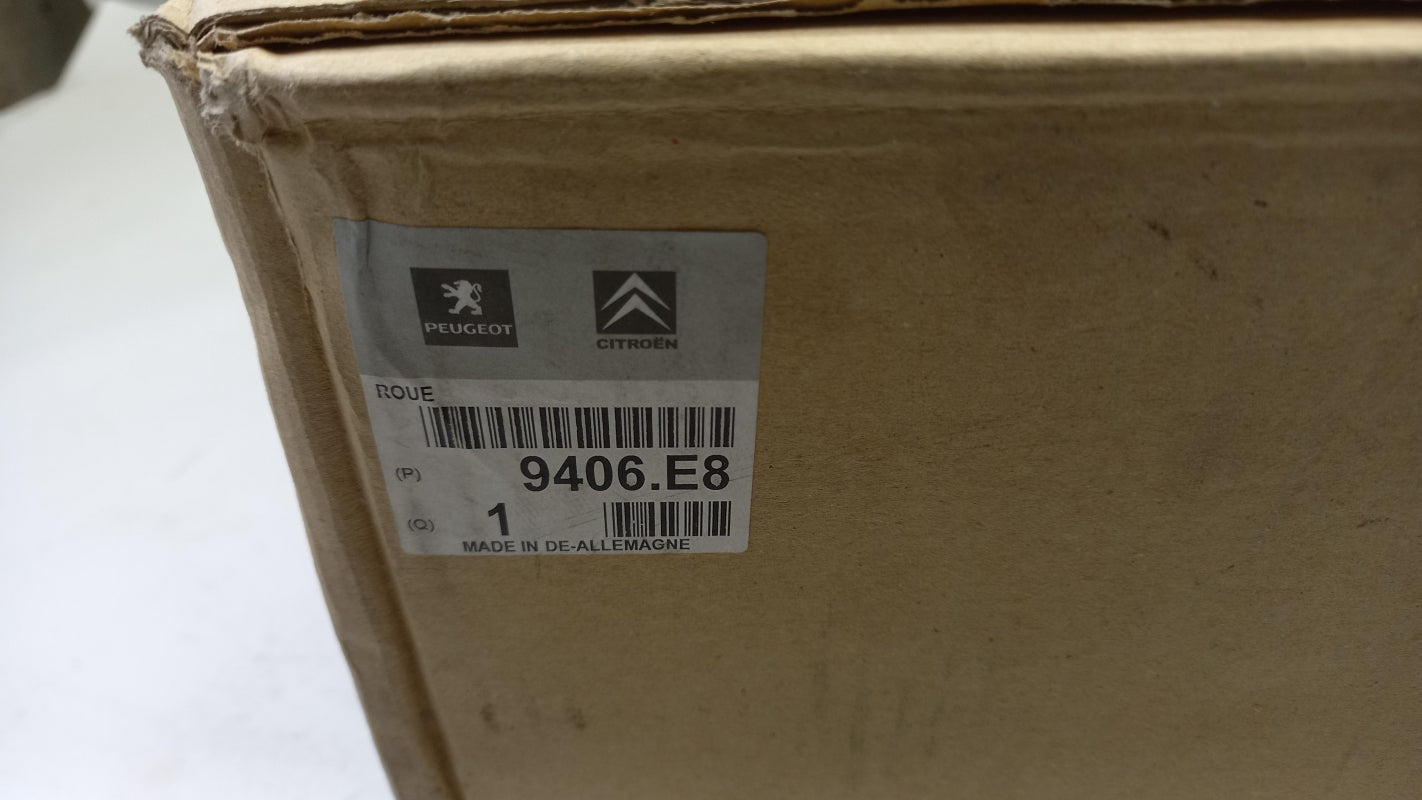 PEUGEOT
CITROËN
ROUE
(P) 9406.E8
(Q) 1
MADE IN DE-ALLEMAGNE